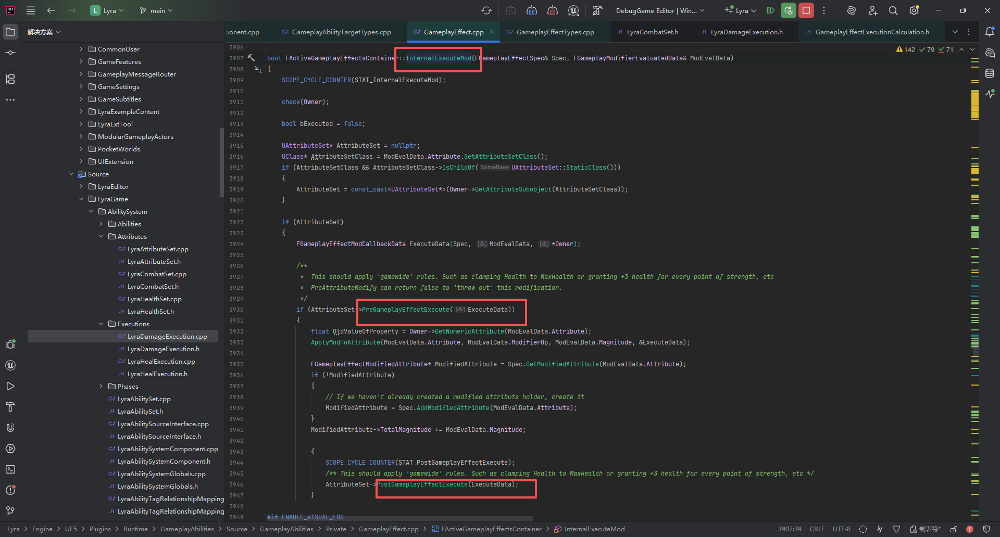 RD
L Lyra
main
DebugGame Editor | Win...
Lyra
解决方案
ponent.cpp
GameplayAbilityTargetTypes.cpp
GameplayEffect.cpp
GameplayEffectTypes.cpp
LyraCombatSet.h
LyraDamageExecution.h
GameplayEffectExecutionCalculation.h
CommonUser
GameFeatures
GameplayMessageRouter
GameSettings
GameSubtitles
LyraExampleContent
LyraExtTool
ModularGameplayActors
PocketWorlds
UIExtension
Source
LyraEditor
LyraGame
AbilitySystem
Abilities
Attributes
LyraAttributeSet.cpp
LyraAttributeSet.h
LyraCombatSet.cpp
LyraCombatSet.h
LyraHealthSet.cpp
LyraHealthSet.h
Executions
LyraDamageExecution.cpp
LyraDamageExecution.h
LyraHealExecution.cpp
LyraHealExecution.h
Phases
LyraAbilitySet.cpp
LyraAbilitySet.h
LyraAbilitySourceInterface.cpp
LyraAbilitySourceInterface.h
LyraAbilitySystemComponent.cpp
LyraAbilitySystemComponent.h
LyraAbilitySystemGlobals.cpp
LyraAbilitySystemGlobals.h
LyraAbilityTagRelationshipMapping
LyraAbilityTagRelationshipMapping
142 79 71
3906
3907 bool FActiveGameplayEffectsContainer::InternalExecuteMod(FGameplayEffectSpec& Spec, FGameplayModifierEvaluatedData& ModEvalData)
3908 {
3909 SCOPE_CYCLE_COUNTER(STAT_InternalExecuteMod);
3910
3911 check(Owner);
3912
3913 bool bExecuted = false;
3914
3915 UAttributeSet* AttributeSet = nullptr;
3916 UClass* AttributeSetClass = ModEvalData.Attribute.GetAttributeSetClass();
3917 if (AttributeSetClass && AttributeSetClass->IsChildOf( SomeBase: UAttributeSet::StaticClass()))
3918 {
3919 AttributeSet = const_cast<UAttributeSet*>(Owner->GetAttributeSubobject(AttributeSetClass));
3920 }
3921
3922 if (AttributeSet)
3923 {
3924 FGameplayEffectModCallbackData ExecuteData(Spec, [&] ModEvalData, [&] *Owner);
3925
3926 /**
3927 * This should apply 'gamewide' rules. Such as clamping Health to MaxHealth or granting +3 health for every point of strength, etc
3928 * PreAttributeModify can return false to 'throw out' this modification.
3929 */
3930 if (AttributeSet->PreGameplayEffectExecute( [&] ExecuteData))
3931 {
3932 float OldValueOfProperty = Owner->GetNumericAttribute(ModEvalData.Attribute);
3933 ApplyModToAttribute(ModEvalData.Attribute, ModEvalData.ModifierOp, ModEvalData.Magnitude, &ExecuteData);
3934
3935 FGameplayEffectModifiedAttribute* ModifiedAttribute = Spec.GetModifiedAttribute(ModEvalData.Attribute);
3936 if (!ModifiedAttribute)
3937 {
3938 // If we haven't already created a modified attribute holder, create it
3939 ModifiedAttribute = Spec.AddModifiedAttribute(ModEvalData.Attribute);
3940 }
3941 ModifiedAttribute->TotalMagnitude += ModEvalData.Magnitude;
3942
3943 {
3944 SCOPE_CYCLE_COUNTER(STAT_PostGameplayEffectExecute);
3945 /** This should apply 'gamewide' rules. Such as clamping Health to MaxHealth or granting +3 health for every point of strength, etc */
3946 AttributeSet->PostGameplayEffectExecute(ExecuteData);
3947 }
3948
3949 #if ENABLE_VISUAL_LOG
Lyra > Engine > UE5 > Plugins > Runtime > GameplayAbilities > Source > GameplayAbilities > Private > GameplayEffect.cpp > FActiveGameplayEffectsContainer > InternalExecuteMod
3907:39 CRLF UTF-8 制表符*